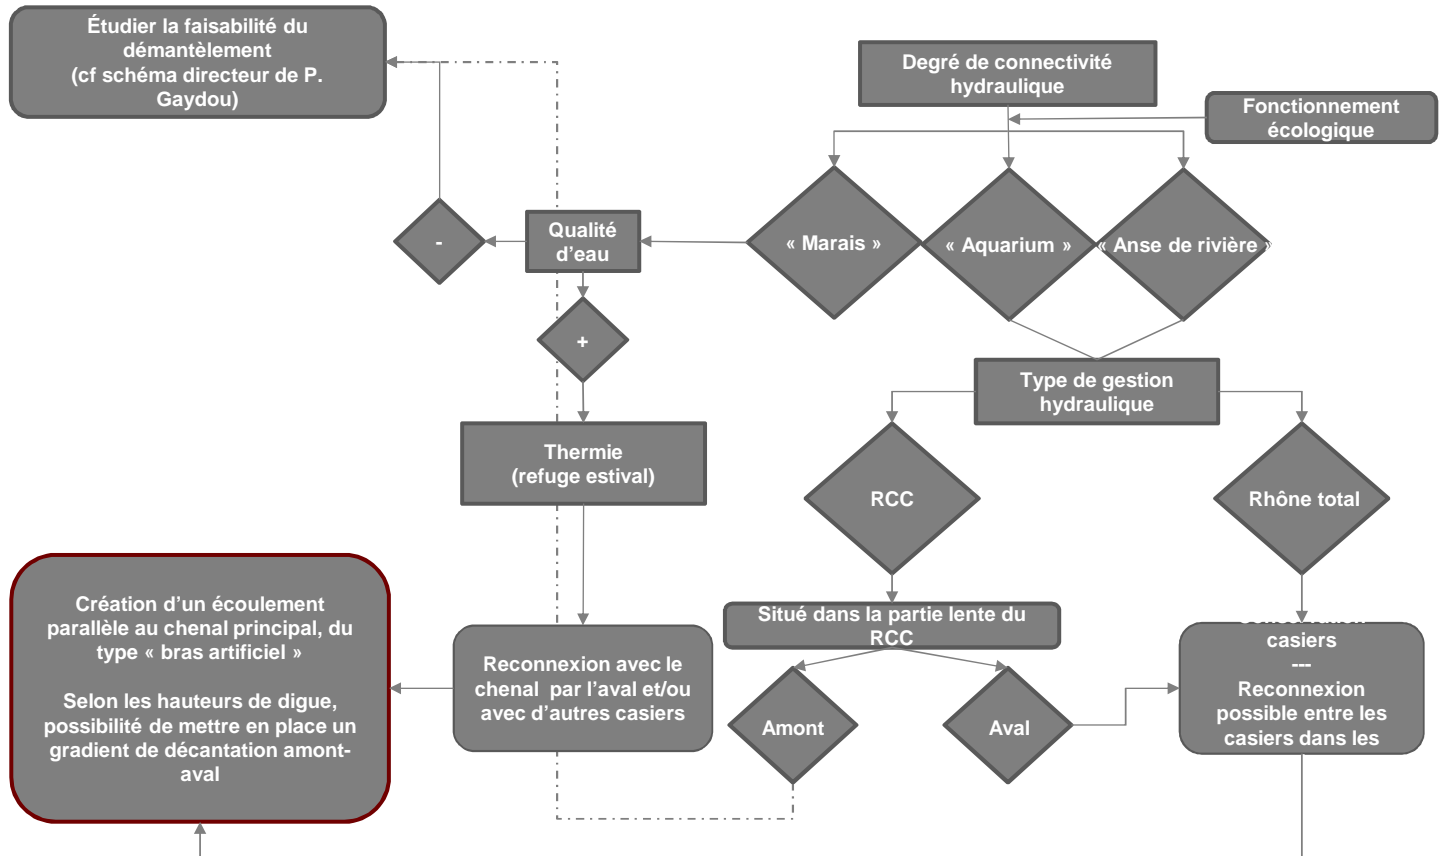 Étudier la faisabilité du
démantèlement
(cf schéma directeur de P.
Gaydou)
Degré de connectivité
hydraulique
Fonctionnement
écologique
« Marais »
« Aquarium »
« Anse de rivière »
Qualité
d’eau
-
+
Type de gestion
hydraulique
Thermie
(refuge estival)
RCC
Rhône total
Création d’un écoulement
parallèle au chenal principal, du
type « bras artificiel »
Selon les hauteurs de digue,
possibilité de mettre en place un
gradient de décantation amont-
aval
Reconnexion avec le
chenal par l’aval et/ou
avec d’autres casiers
Situé dans la partie lente du
RCC
Amont
Aval
casiers
---
Reconnexion
possible entre les
casiers dans les